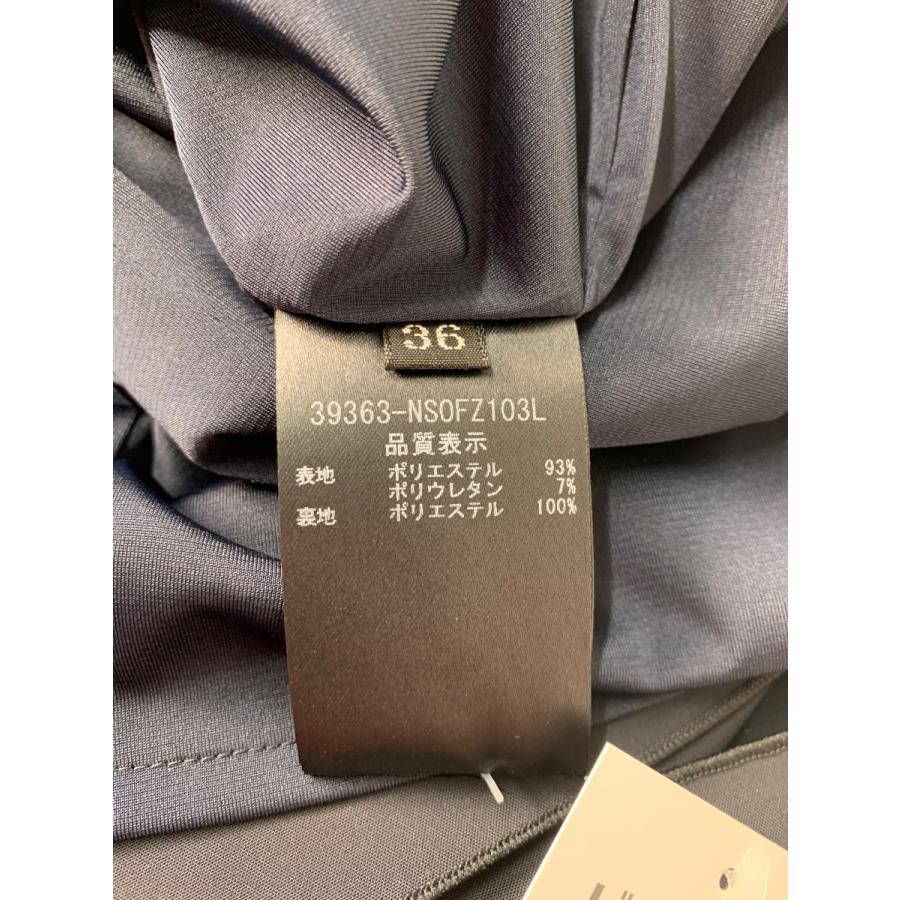 36
39363-NSOFZ103L
品質表示
表地 ポリエステル 93%
ポリウレタン 7%
裏地 ポリエステル 100%